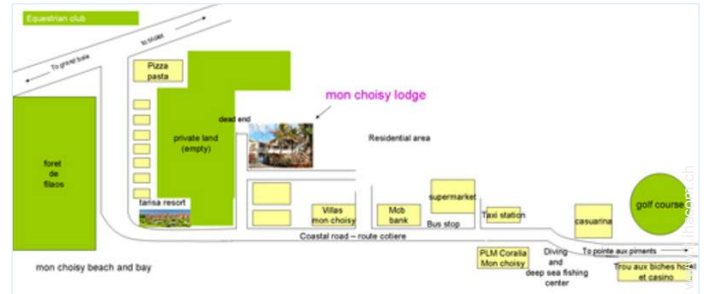 Equestrian club
to triolet
To grand baie
Pizza
pasta
mon choisy lodge
dead end
private land
(empty)
Residential area
foret
de
filaos
tarisa resort
supermarket
golf course
Villas
mon choisy
Mcb
bank
Bus stop
Taxi station
casuarina
Coastal road – route cotiere
PLM Coralia
Mon choisy
Diving
and
deep sea fishing
center
To pointe aux piments
Trou aux biches hotel
et casino
mon choisy beach and bay